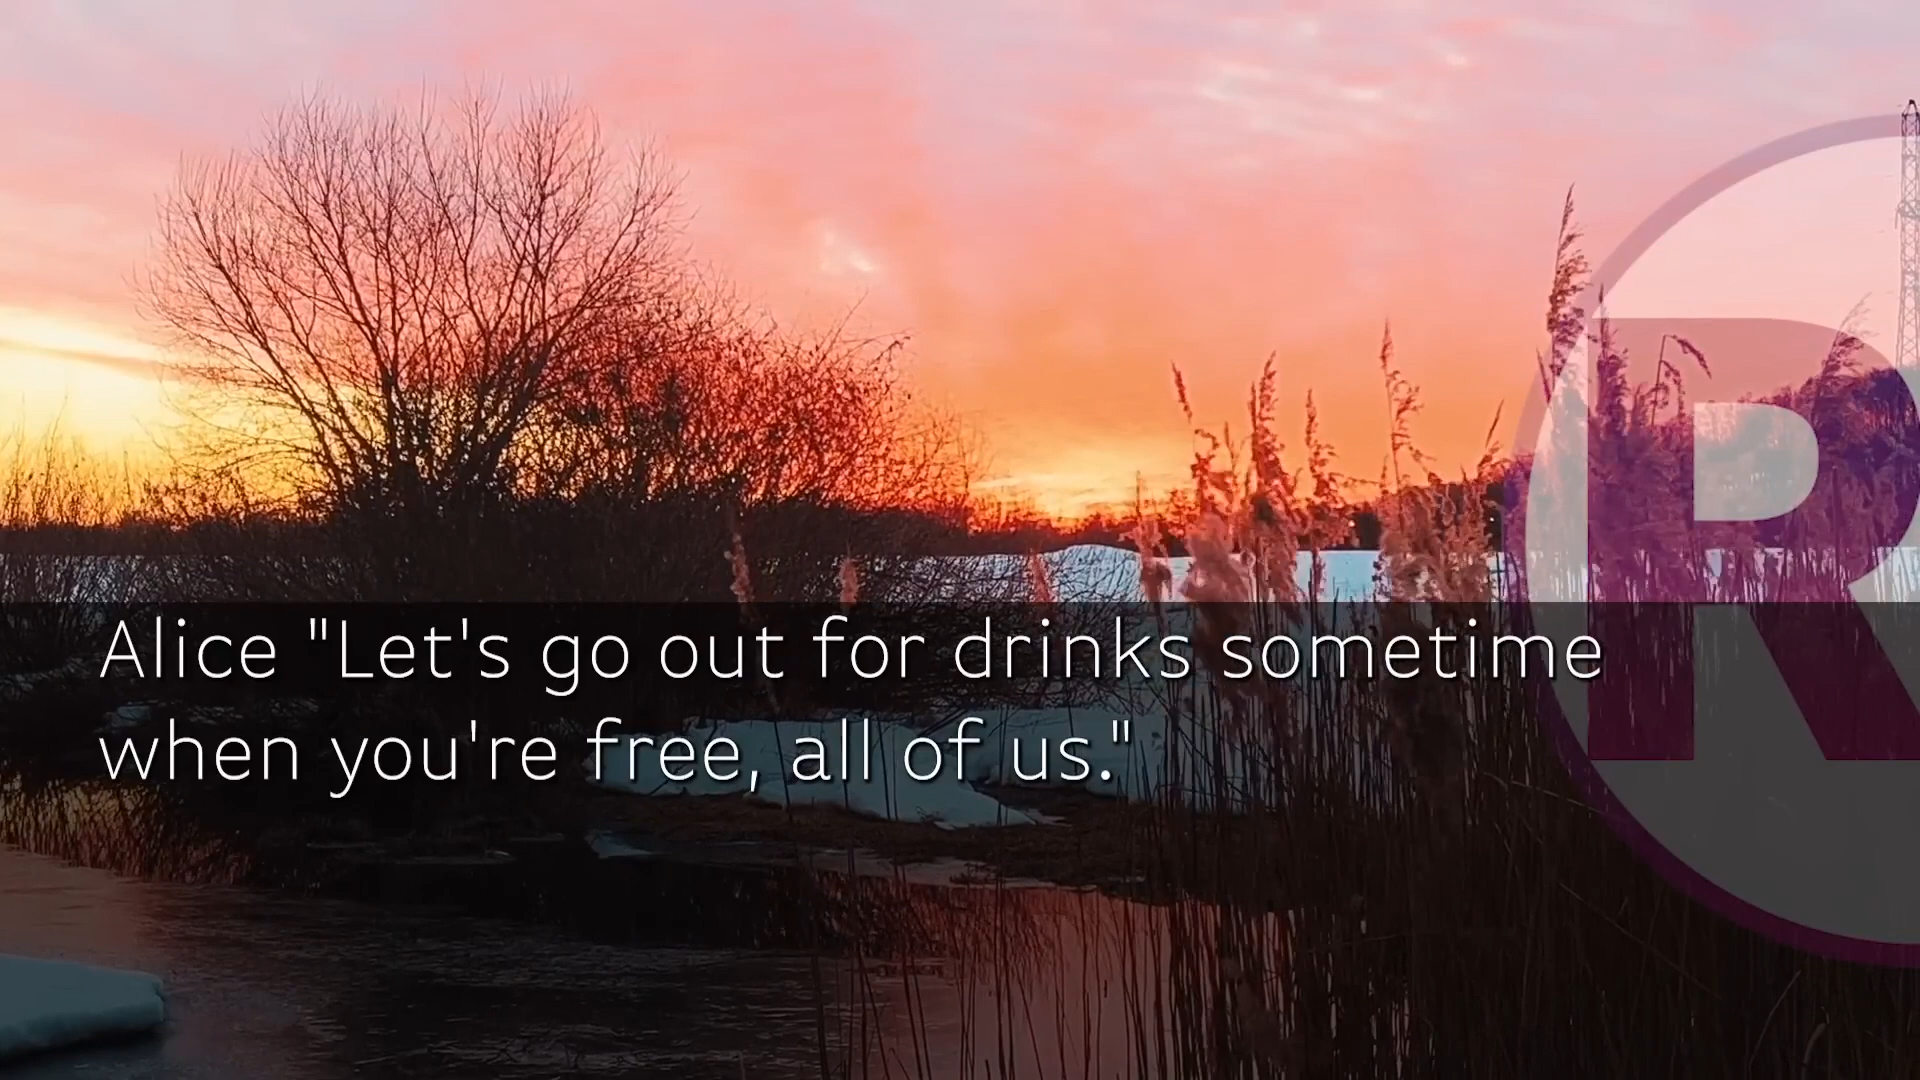 Alice "Let's go out for drinks sometime
when you're free, all of us."
R